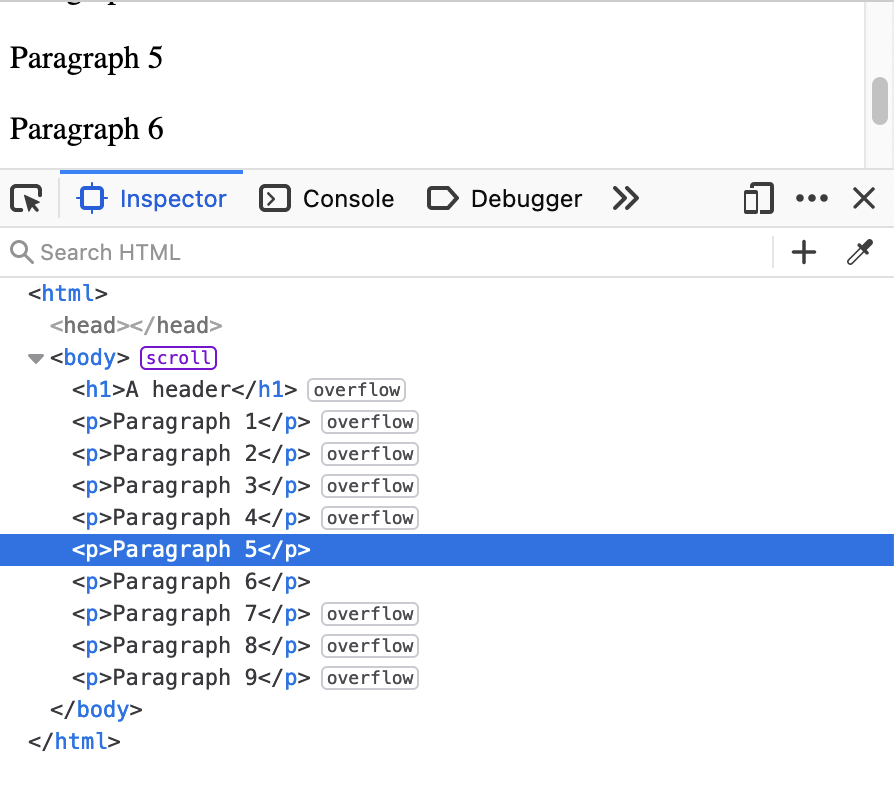 Paragraph 5
Paragraph 6
Inspector Console Debugger
Search HTML
<html>
<head></head>
<body> scroll
<h1>A header</h1> overflow
<p>Paragraph 1</p> overflow
<p>Paragraph 2</p> overflow
<p>Paragraph 3</p> overflow
<p>Paragraph 4</p> overflow
<p>Paragraph 5</p>
<p>Paragraph 6</p>
<p>Paragraph 7</p> overflow
<p>Paragraph 8</p> overflow
<p>Paragraph 9</p> overflow
</body>
</html>